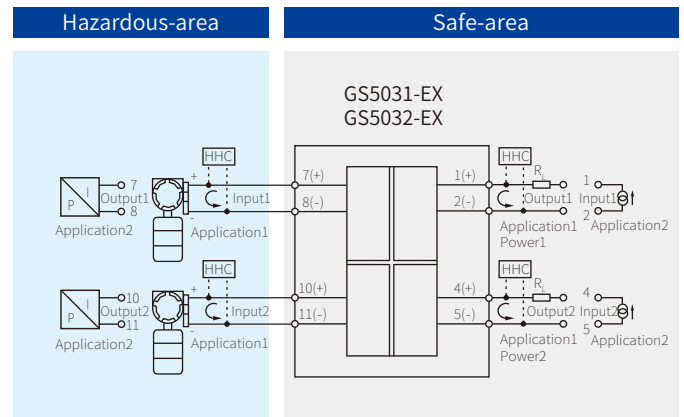 Hazardous-area
Safe-area
GS5031-EX
GS5032-EX
HHC
HHC
I
P
7
8
Output1
Application2
+
-
Input1
Application1
7(+)
8(-)
1(+)
2(-)
RL
Output1
Application1
Power1
1
2
Input1
Application2
HHC
HHC
I
P
10
11
Output2
Application2
+
-
Input2
Application1
10(+)
11(-)
4(+)
5(-)
RL
Output2
Application1
Power2
4
5
Input2
Application2